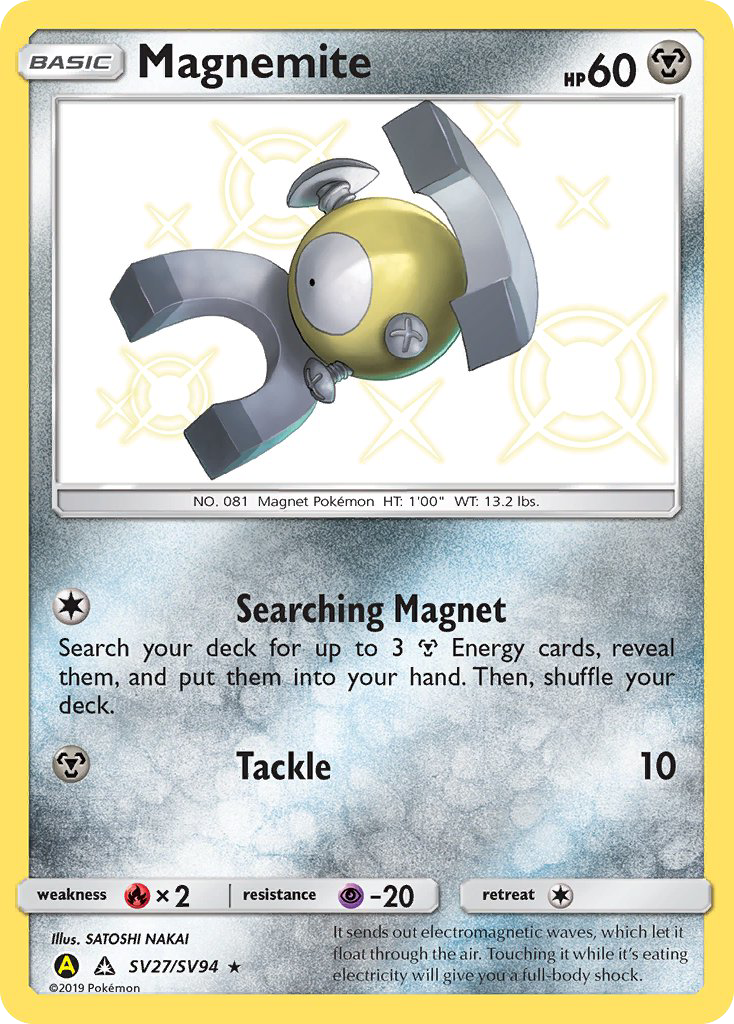 BASIC Magnemite HP60
NO. 081 Magnet Pokémon HT: 1'00" WT: 13.2 lbs.
Searching Magnet
Search your deck for up to 3 Energy cards, reveal
them, and put them into your hand. Then, shuffle your
deck.
Tackle 10
weakness ×2 resistance -20 retreat
Illus. SATOSHI NAKAI
A SV27/SV94 ★
©2019 Pokémon
It sends out electromagnetic waves, which let it
float through the air. Touching it while it's eating
electricity will give you a full-body shock.